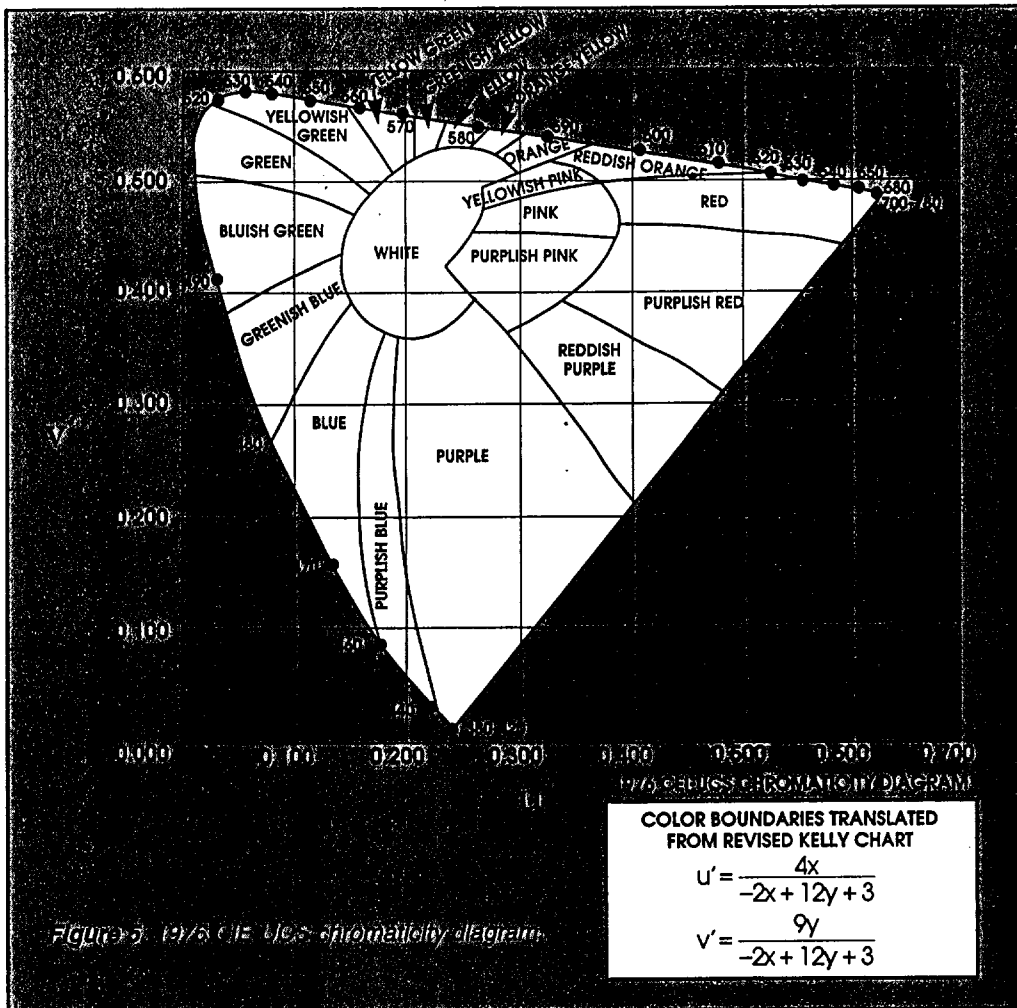 YELLOW GREEN
GREENISH YELLOW
YELLOW
ORANGE YELLOW
0.600
520
530
540
550
560
570
580
590
600
610
620
630
640
650
680
700-780
YELLOWISH
GREEN
GREEN
ORANGE
REDDISH ORANGE
0.500
YELLOWISH PINK
PINK
RED
BLUISH GREEN
WHITE
PURPLISH PINK
490
0.400
GREENISH BLUE
PURPLISH RED
REDDISH
PURPLE
0.300
BLUE
PURPLE
0.200
PURPLISH BLUE
0.100
0.000
0.100
0.200
0.300
0.400
0.500
0.600
0.700
1976 CIE UCS CHROMATICITY DIAGRAM
COLOR BOUNDARIES TRANSLATED
FROM REVISED KELLY CHART
u′= 4x
−2x + 12y + 3
v′= 9y
−2x + 12y + 3
Figure 5. 1976 CIE UCS chromaticity diagram.